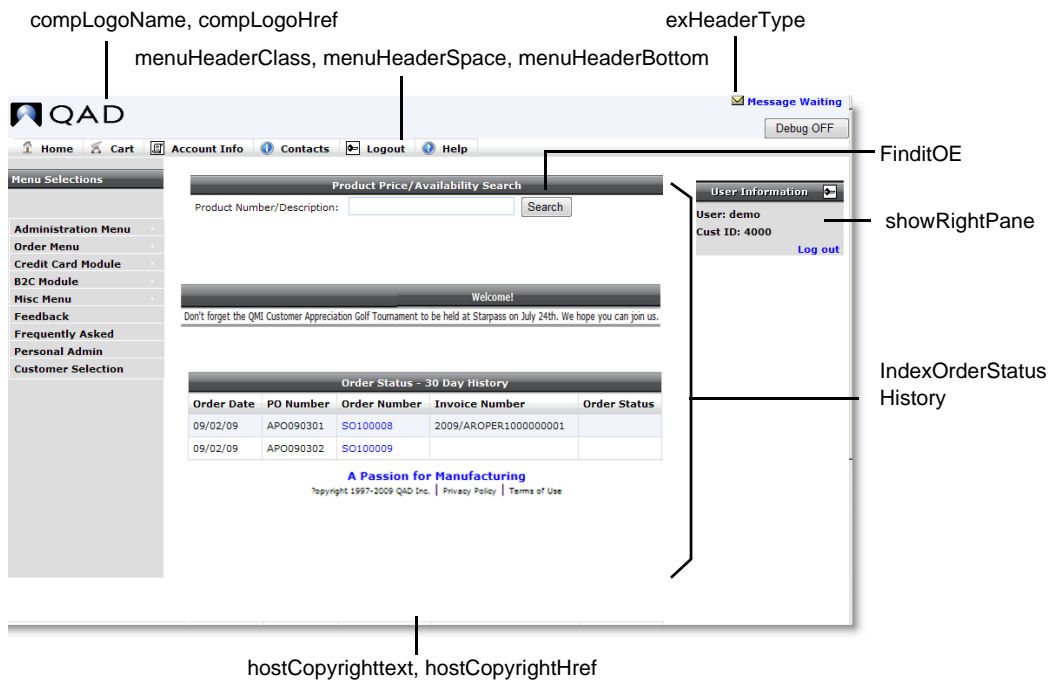 compLogoName, compLogoHref
exHeaderType
menuHeaderClass, menuHeaderSpace, menuHeaderBottom
Message Waiting
QAD
Debug OFF
Home Cart Account Info Contacts Logout Help
FinditOE
Menu Selections
Product Price/Availability Search
User Information
Product Number/Description:
Search
User: demo
showRightPane
Cust ID: 4000
Log out
Administration Menu
Order Menu
Credit Card Module
B2C Module
Misc Menu
Feedback
Frequently Asked
Personal Admin
Customer Selection
Welcome!
Don't forget the QMI Customer Appreciation Golf Tournament to be held at Starpass on July 24th. We hope you can join us.
IndexOrderStatus
History
Order Status - 30 Day History
Order Date PO Number Order Number Invoice Number Order Status
09/02/09 APO090301 SO100008 2009/AROPER1000000001
09/02/09 APO090302 SO100009
A Passion for Manufacturing
?opyright 1997-2009 QAD Inc. | Privacy Policy | Terms of Use
hostCopyrighttext, hostCopyrightHref